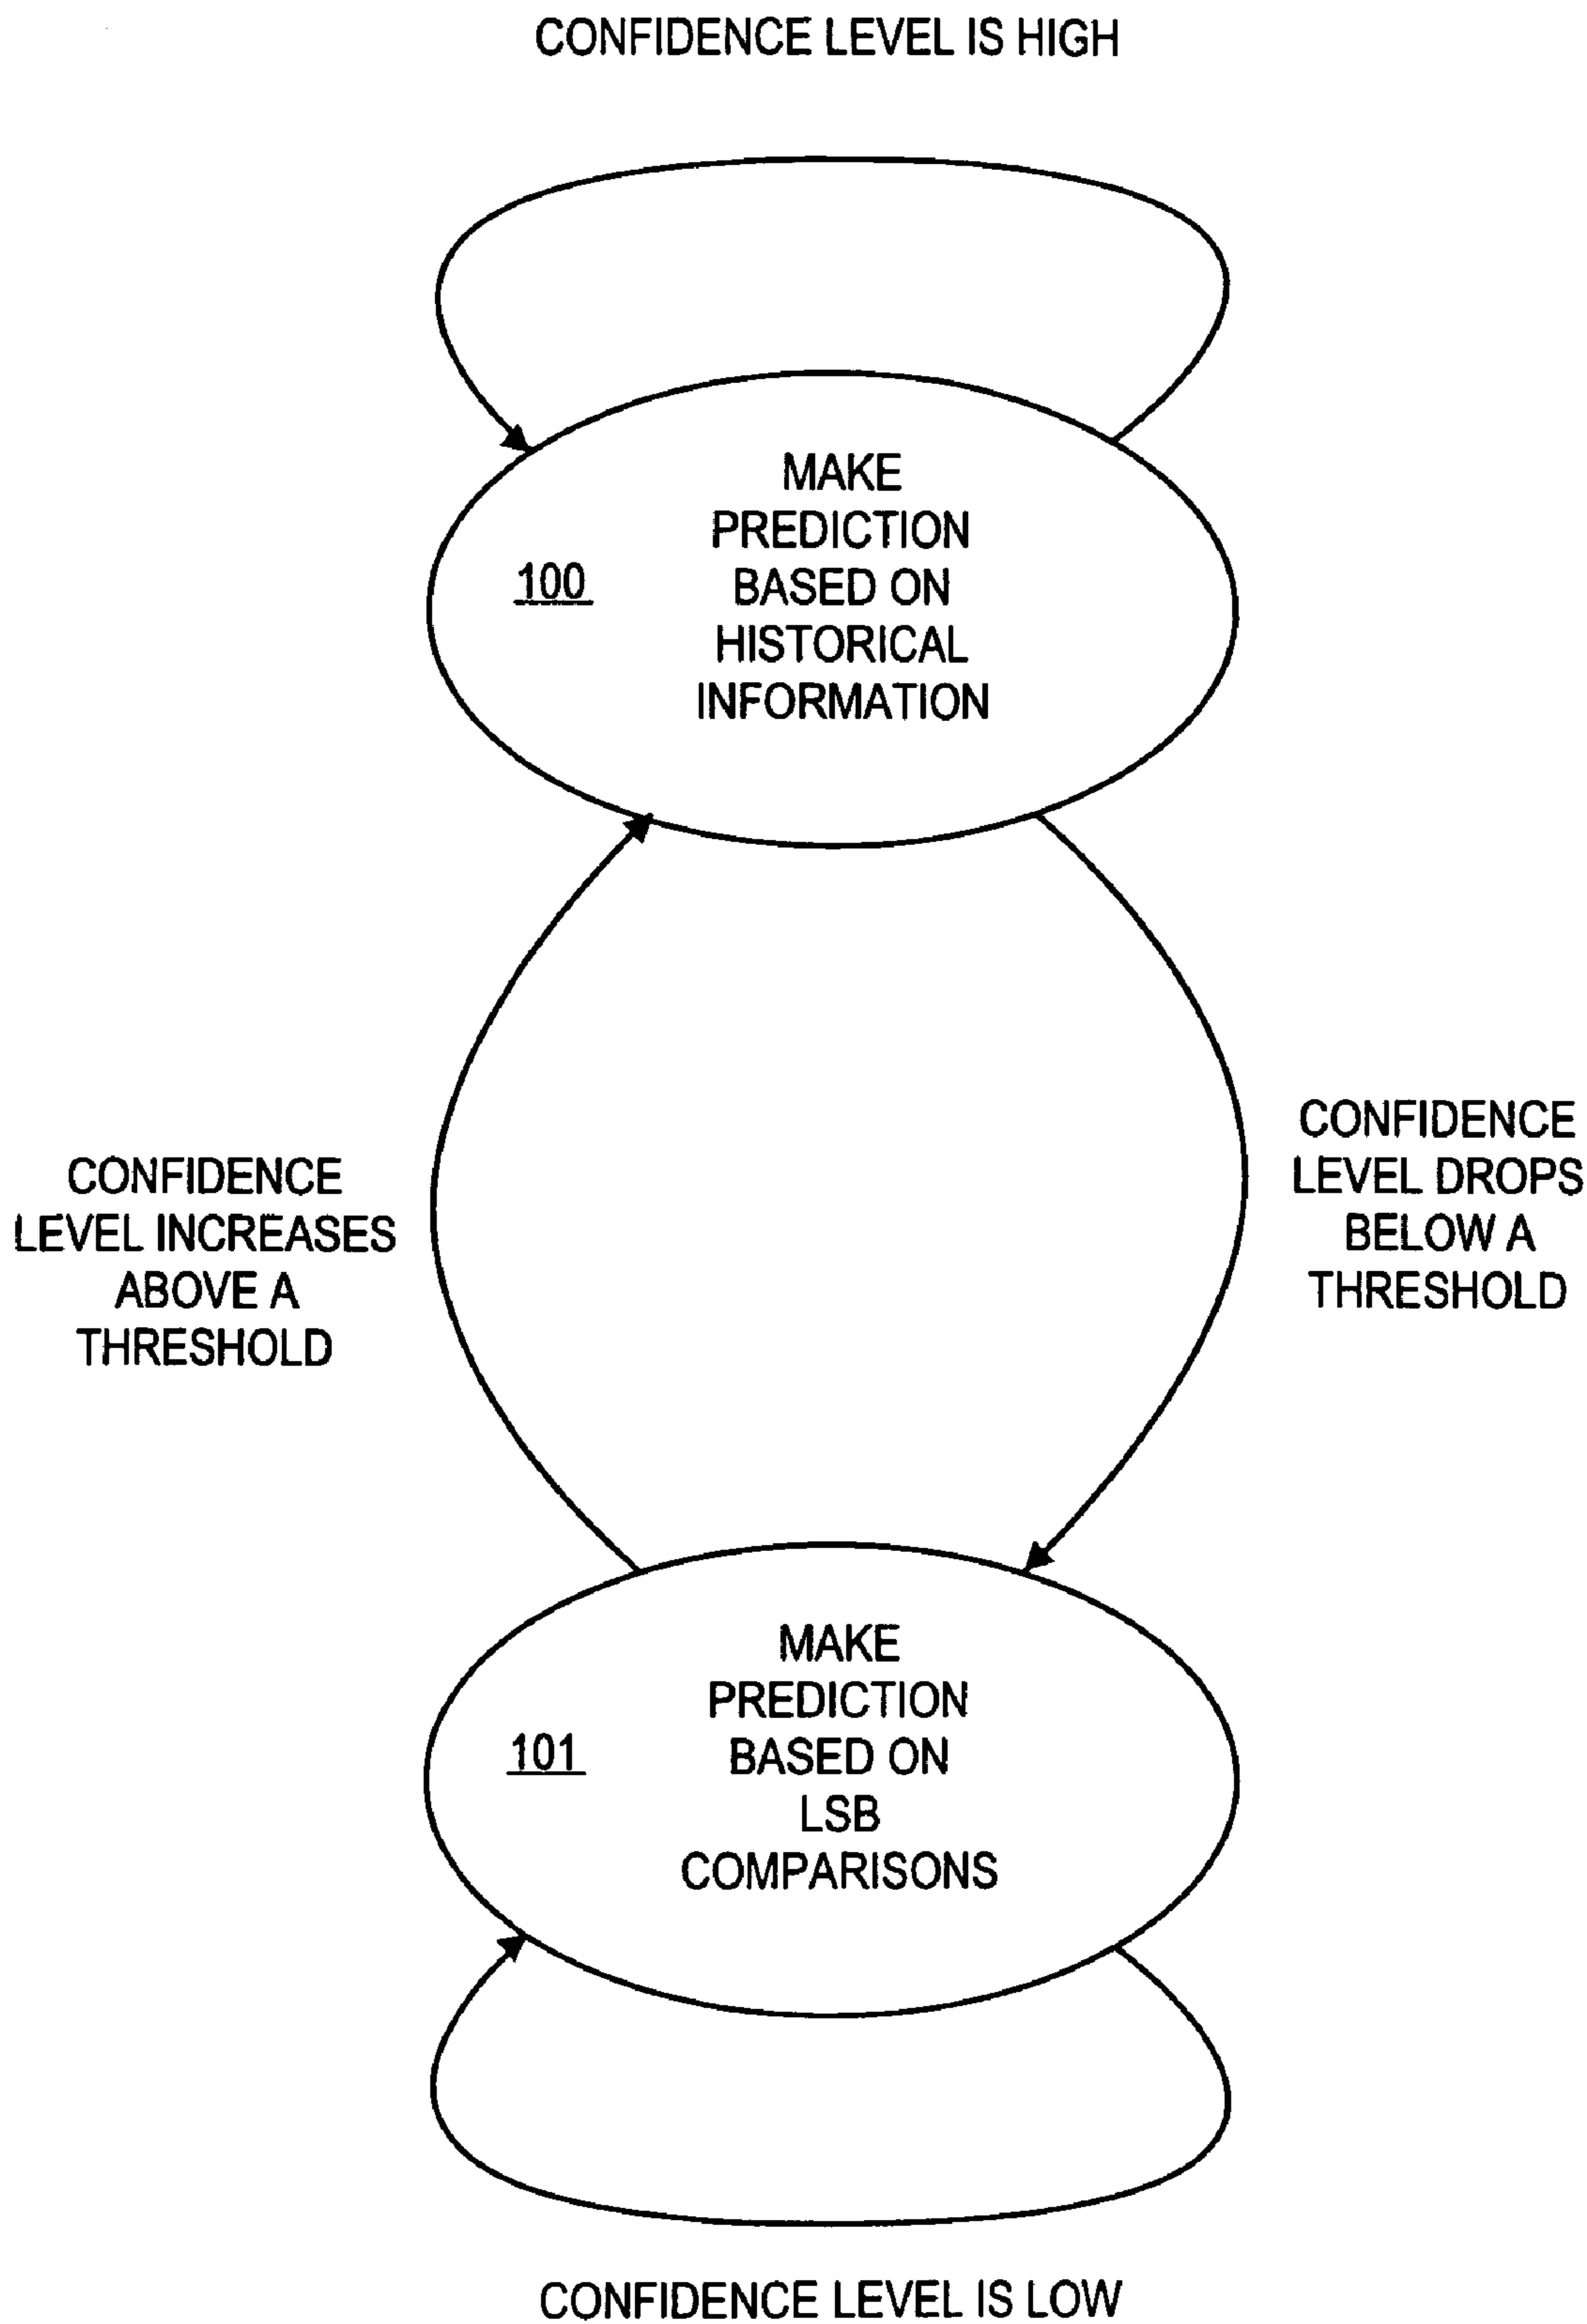 CONFIDENCE LEVEL IS HIGH
MAKE
PREDICTION
100
BASED ON
HISTORICAL
INFORMATION
CONFIDENCE
LEVEL INCREASES
ABOVE A
THRESHOLD
CONFIDENCE
LEVEL DROPS
BELOW A
THRESHOLD
MAKE
PREDICTION
101
BASED ON
LSB
COMPARISONS
CONFIDENCE LEVEL IS LOW